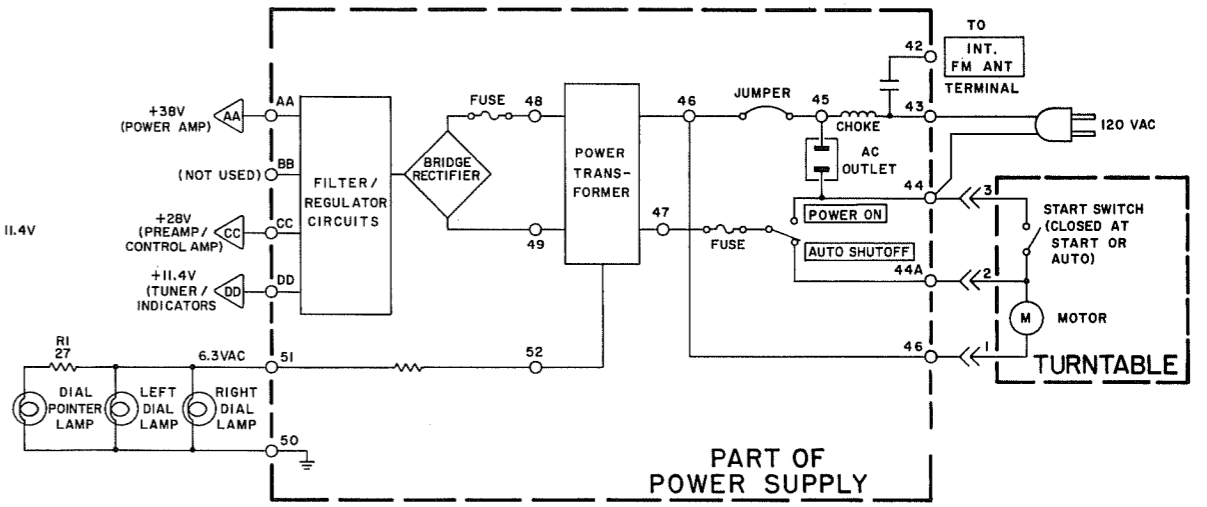 TO
INT.
FM ANT
TERMINAL
42
AA
+38V
(POWER AMP)
AA
FUSE
48
46
JUMPER
45
CHOKE
43
120 VAC
BB
(NOT USED)
FILTER/
REGULATOR
CIRCUITS
BRIDGE
RECTIFIER
POWER
TRANS-
FORMER
AC
OUTLET
11.4V
+28V
(PREAMP/
CONTROL AMP)
CC
CC
49
47
FUSE
POWER ON
AUTO SHUTOFF
44
3
START SWITCH
(CLOSED AT
START OR
AUTO)
+11.4V
(TUNER/
INDICATORS
DD
DD
44A
2
M
MOTOR
R1
27
6.3VAC
51
52
46
1
TURNTABLE
DIAL
POINTER
LAMP
LEFT
DIAL
LAMP
RIGHT
DIAL
LAMP
50
PART OF
POWER SUPPLY